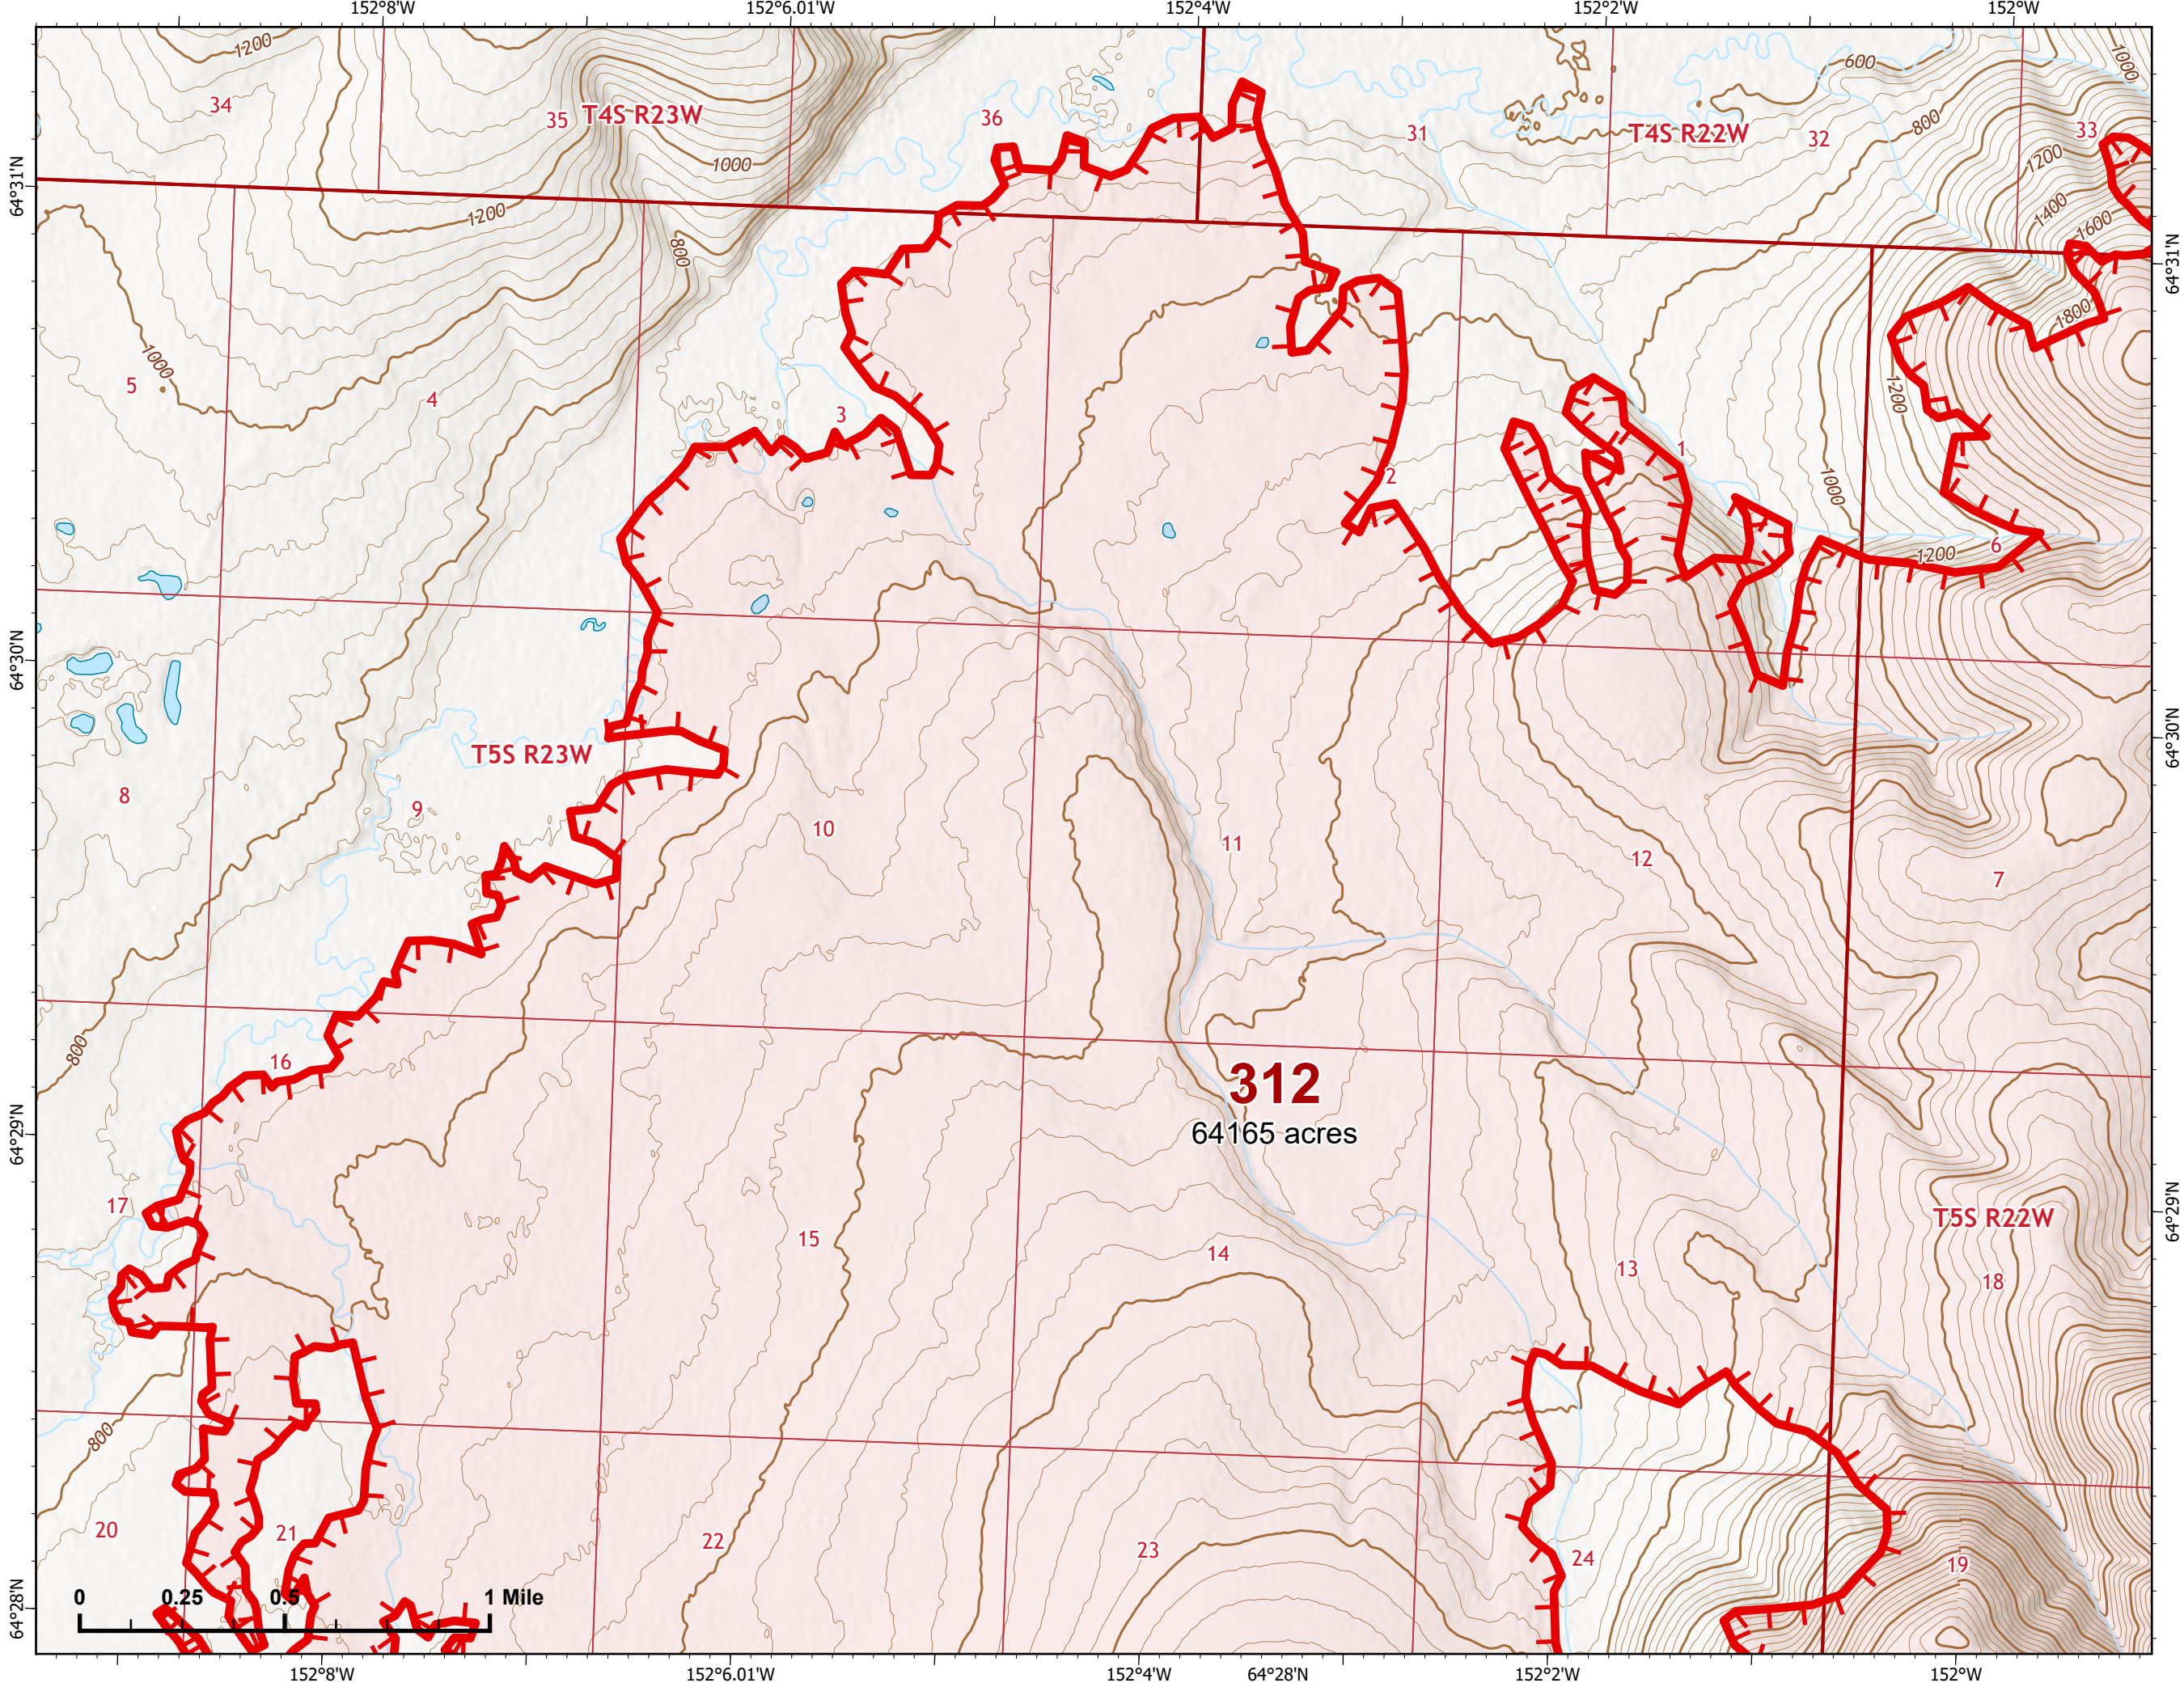 152°8'W 152°6.01'W 152°4'W 152°2'W 152°W
1200 600 1000
34 35 T4S R23W 36 31 T4S R22W 32 800 33
1000 1200
64°31'N 1200 1400 1600
800 64°31'N
1000 1800
5 4 3 1200
2 1 1000
1200 6
64°30'N
T5S R23W 64°30'N
8 9 10 11 12 7
800 16 312
64165 acres
64°29'N
17 15 14 13 T5S R22W 64°29'N
18
800
20 21 22 23 24 19
0 0.25 0.5 1 Mile
64°28'N
152°8'W 152°6.01'W 152°4'W 64°28'N 152°2'W 152°W